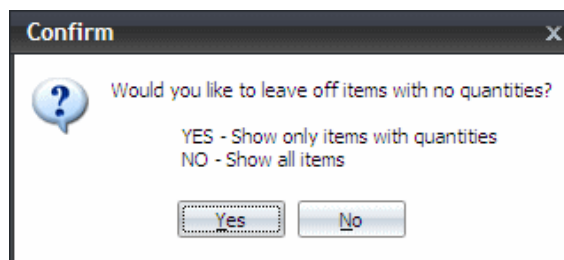 Confirm
Would you like to leave off items with no quantities?
YES - Show only items with quantities
NO - Show all items
Yes No